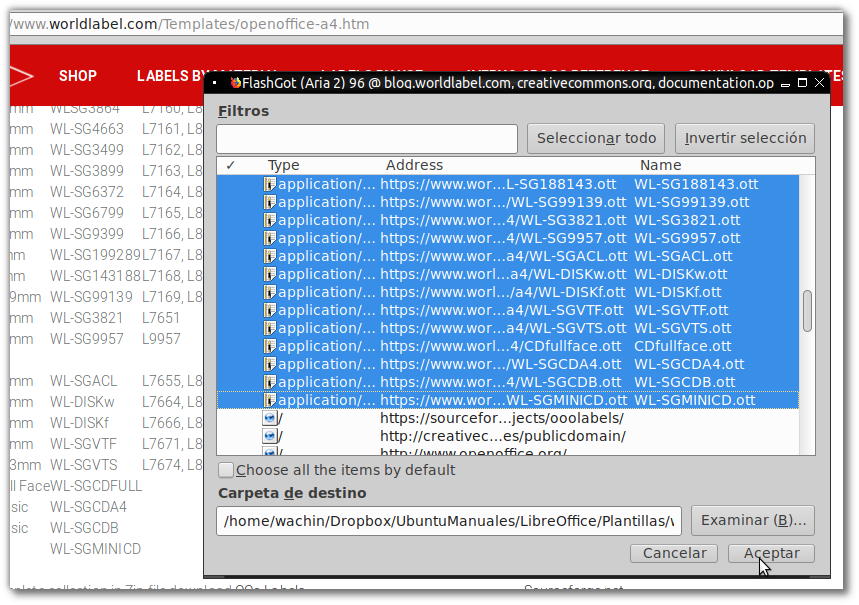 /www.worldlabel.com/Templates/openoffice-a4.htm
SHOP LABELS BY MATERIAL
FlashGot (Aria 2) 96 @ blog.worldlabel.com, creativecommons.org, documentation.op
Filtros
Seleccionar todo Invertir selección
✓ Type Address Name
application/... https://www.wor...L-SG188143.ott WL-SG188143.ott
application/... https://www.wor.../WL-SG99139.ott WL-SG99139.ott
application/... https://www.wor...4/WL-SG3821.ott WL-SG3821.ott
application/... https://www.wor...4/WL-SG9957.ott WL-SG9957.ott
application/... https://www.wor...a4/WL-SGACL.ott WL-SGACL.ott
application/... https://www.worl...a4/WL-DISKw.ott WL-DISKw.ott
application/... https://www.worl.../a4/WL-DISKf.ott WL-DISKf.ott
application/... https://www.wor...a4/WL-SGVTF.ott WL-SGVTF.ott
application/... https://www.wor...a4/WL-SGVTS.ott WL-SGVTS.ott
application/... https://www.worl...4/CDfullface.ott CDfullface.ott
application/... https://www.wor.../WL-SGCDA4.ott WL-SGCDA4.ott
application/... https://www.wor...4/WL-SGCDB.ott WL-SGCDB.ott
application/... https://www.wor...WL-SGMINICD.ott WL-SGMINICD.ott
/ https://sourcefor...jects/ooolabels/
/ http://creativec...es/publicdomain/
/ http://www.openoffice.org/
Choose all the items by default
Carpeta de destino
/home/wachin/Dropbox/UbuntuManuales/LibreOffice/Plantillas/w
Examinar (B)...
Cancelar Aceptar
mm WLSG3864 L7160, L8
mm WL-SG4663 L7161, L8
mm WL-SG3499 L7162, L8
mm WL-SG3899 L7163, L8
mm WL-SG6372 L7164, L8
mm WL-SG6799 L7165, L8
mm WL-SG9399 L7166, L8
nm WL-SG199289 L7167, L8
nm WL-SG143188 L7168, L8
9mm WL-SG99139 L7169, L8
mm WL-SG3821 L7651
mm WL-SG9957 L9957
mm WL-SGACL L7655, L8
mm WL-DISKw L7664, L8
mm WL-DISKf L7666, L8
mm WL-SGVTF L7671, L8
3mm WL-SGVTS L7674, L8
ll Face WL-SGCDFULL
sic WL-SGCDA4
sic WL-SGCDB
WL-SGMINICD